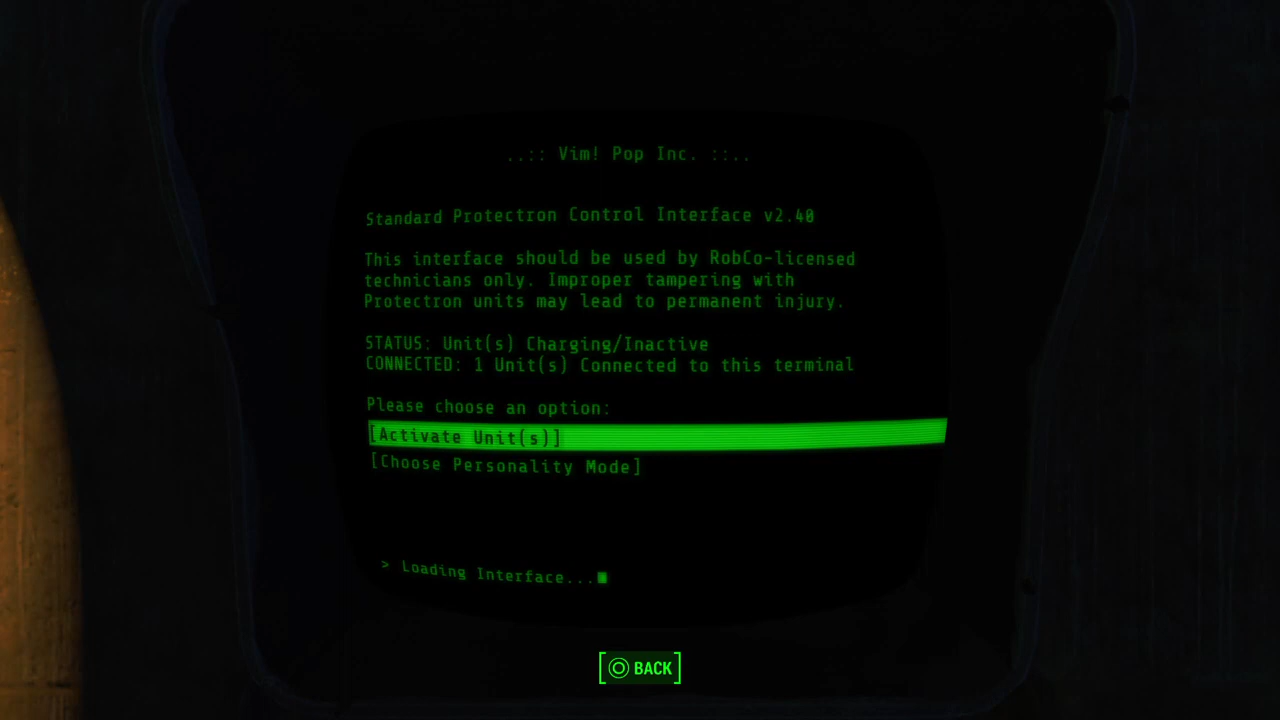 ..:: Vim! Pop Inc. ::..
Standard Protectron Control Interface v2.40
This interface should be used by RobCo-licensed
technicians only. Improper tampering with
Protectron units may lead to permanent injury.
STATUS: Unit(s) Charging/Inactive
CONNECTED: 1 Unit(s) Connected to this terminal
Please choose an option:
[Activate Unit(s)]
[Choose Personality Mode]
> Loading Interface...
BACK